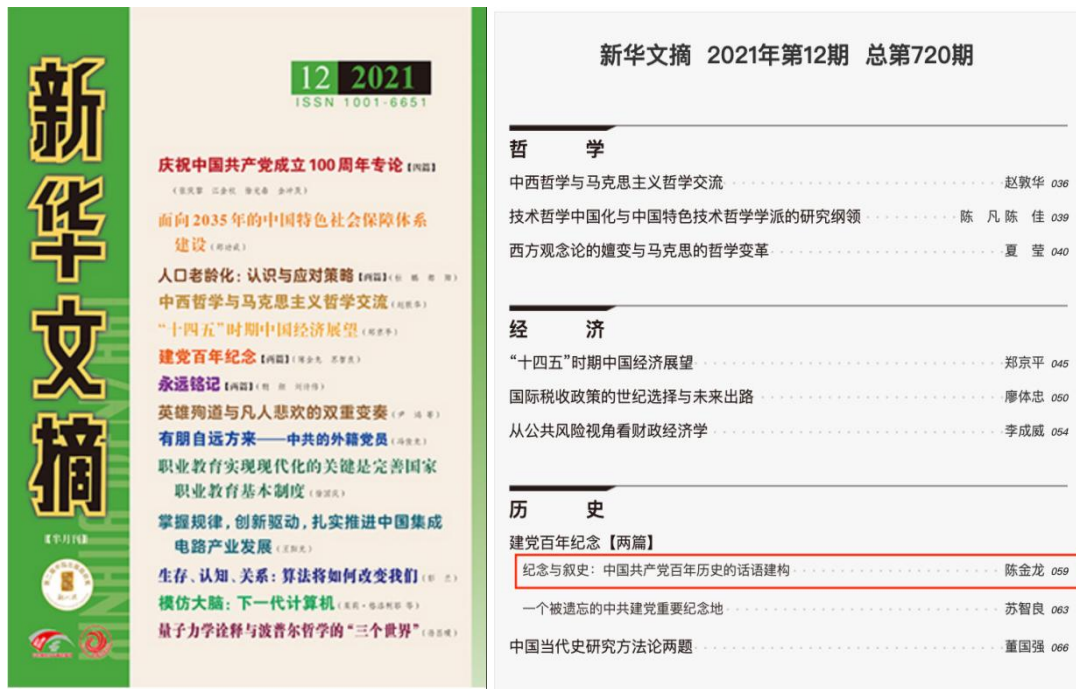 新华文摘
【半月刊】
12 2021
ISSN 1001-6651
庆祝中国共产党成立100周年专论【四篇】
面向2035年的中国特色社会保障体系
建设（郑功成）
人口老龄化：认识与应对策略【两篇】
中西哲学与马克思主义哲学交流（赵敦华）
“十四五”时期中国经济展望（郑京平）
建党百年纪念【两篇】（陈金龙 苏智良）
永远铭记【两篇】
英雄殉道与凡人悲欢的双重变奏
有朋自远方来——中共的外籍党员
职业教育实现现代化的关键是完善国家
职业教育基本制度（徐国庆）
掌握规律，创新驱动，扎实推进中国集成
电路产业发展（王阳元）
生存、认知、关系：算法将如何改变我们
模仿大脑：下一代计算机
量子力学诠释与波普尔哲学的“三个世界”
新华文摘 2021年第12期 总第720期
哲 学
中西哲学与马克思主义哲学交流 赵敦华 036
技术哲学中国化与中国特色技术哲学学派的研究纲领 陈 凡 陈 佳 039
西方观念论的嬗变与马克思的哲学变革 夏 莹 040
经 济
“十四五”时期中国经济展望 郑京平 045
国际税收政策的世纪选择与未来出路 廖体忠 050
从公共风险视角看财政经济学 李成威 054
历 史
建党百年纪念【两篇】
纪念与叙史：中国共产党百年历史的话语建构 陈金龙 059
一个被遗忘的中共建党重要纪念地 苏智良 063
中国当代史研究方法论两题 董国强 066